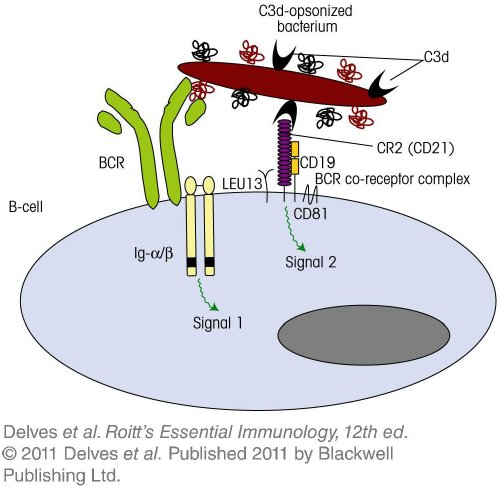 C3d-opsonized
bacterium
C3d
CR2 (CD21)
CD19
BCR
LEU13
BCR co-receptor complex
B-cell
CD81
Ig-α/β
Signal 2
Signal 1
Delves et al. Roitt's Essential Immunology, 12th ed.
© 2011 Delves et al. Published 2011 by Blackwell
Publishing Ltd.